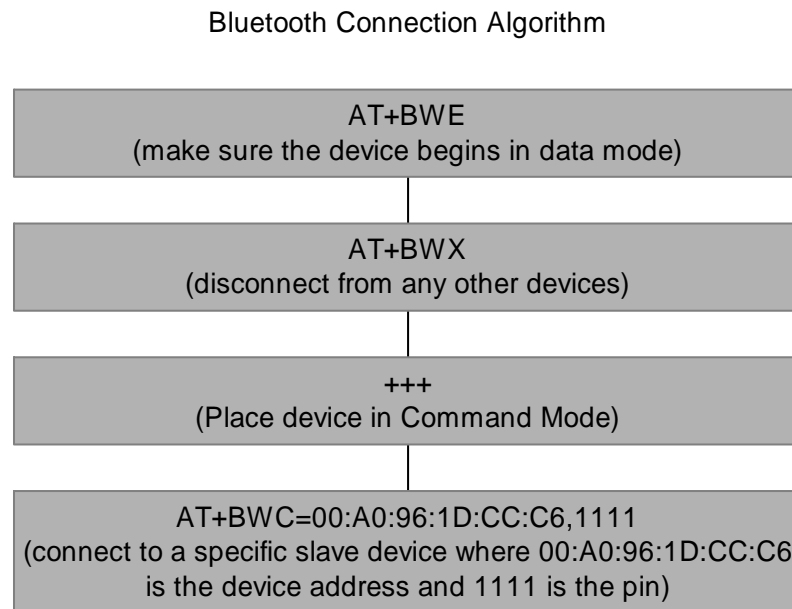 Bluetooth Connection Algorithm
AT+BWE
(make sure the device begins in data mode)
AT+BWX
(disconnect from any other devices)
+++
(Place device in Command Mode)
AT+BWC=00:A0:96:1D:CC:C6,1111
(connect to a specific slave device where 00:A0:96:1D:CC:C6
is the device address and 1111 is the pin)